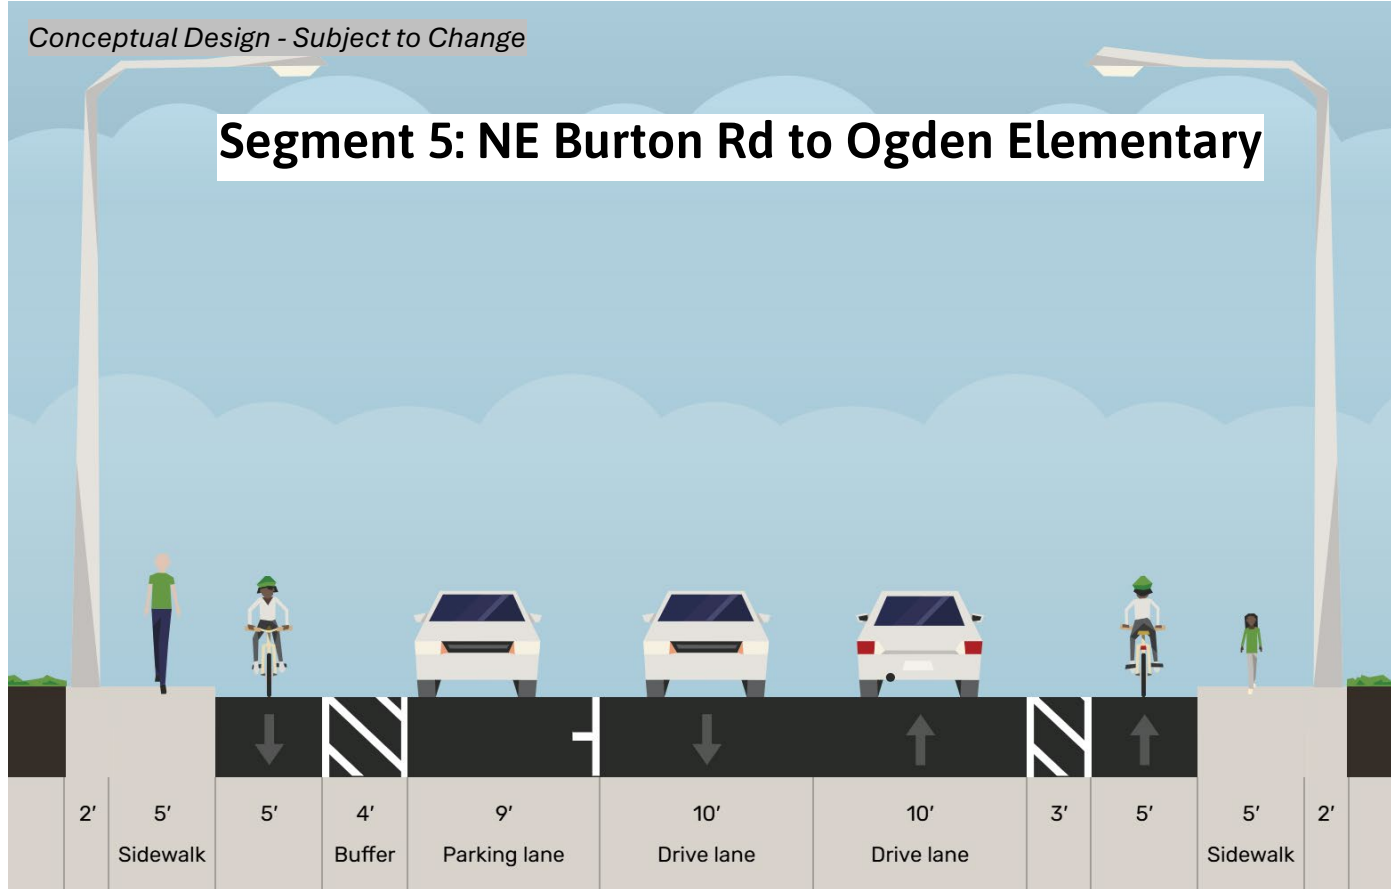 Conceptual Design - Subject to Change
Segment 5: NE Burton Rd to Ogden Elementary
2′ 5′ 5′ 4′ 9′ 10′ 10′ 3′ 5′ 5′ 2′
Sidewalk Buffer Parking lane Drive lane Drive lane Sidewalk